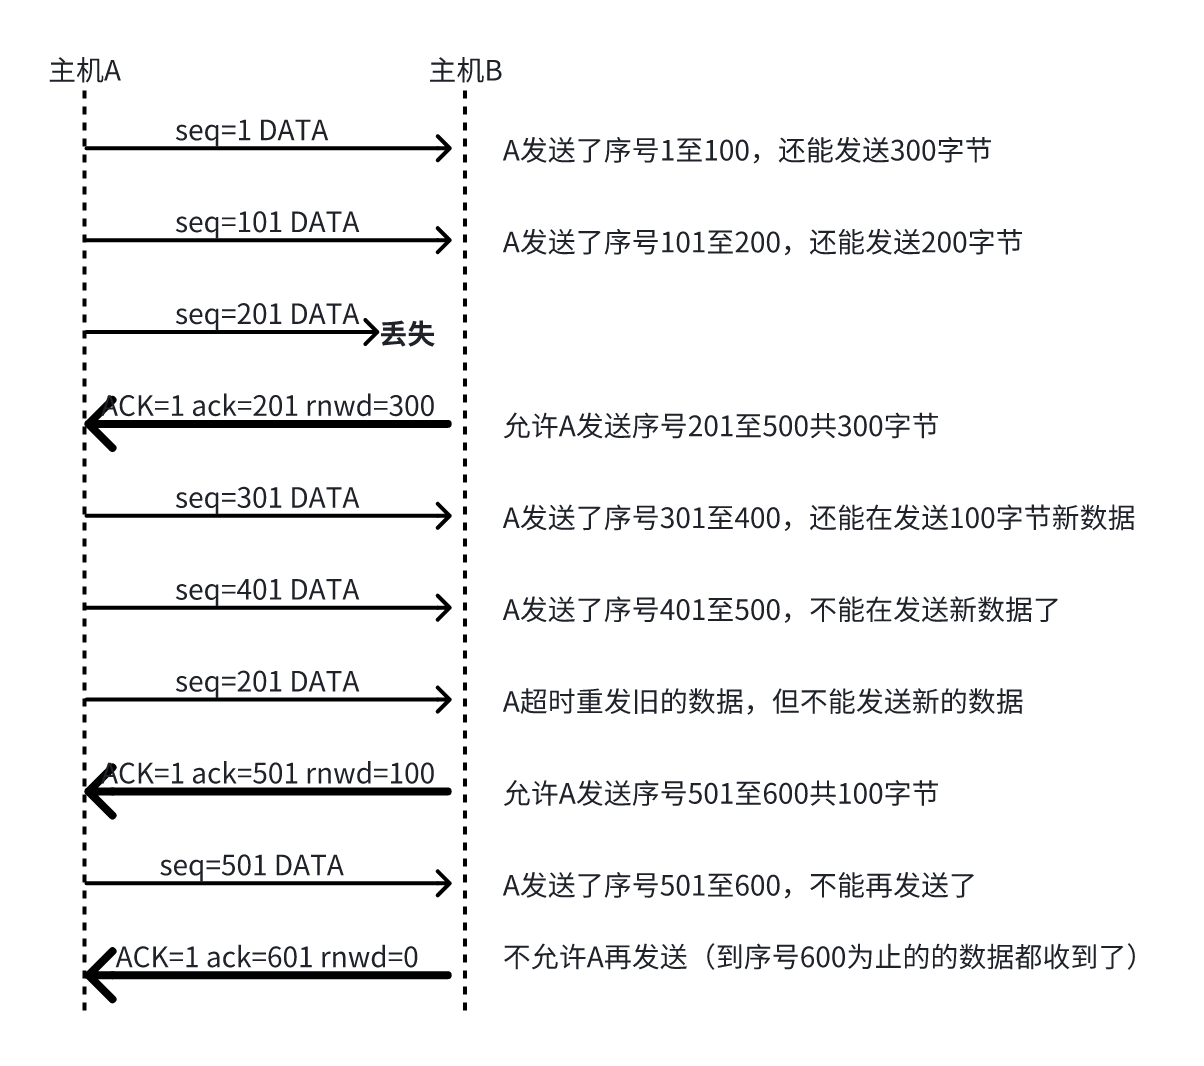 主机A
主机B
seq=1 DATA
A发送了序号1至100，还能发送300字节
seq=101 DATA
A发送了序号101至200，还能发送200字节
seq=201 DATA
丢失
ACK=1 ack=201 rnwd=300
允许A发送序号201至500共300字节
seq=301 DATA
A发送了序号301至400，还能在发送100字节新数据
seq=401 DATA
A发送了序号401至500，不能在发送新数据了
seq=201 DATA
A超时重发旧的数据，但不能发送新的数据
ACK=1 ack=501 rnwd=100
允许A发送序号501至600共100字节
seq=501 DATA
A发送了序号501至600，不能再发送了
ACK=1 ack=601 rnwd=0
不允许A再发送（到序号600为止的的数据都收到了）